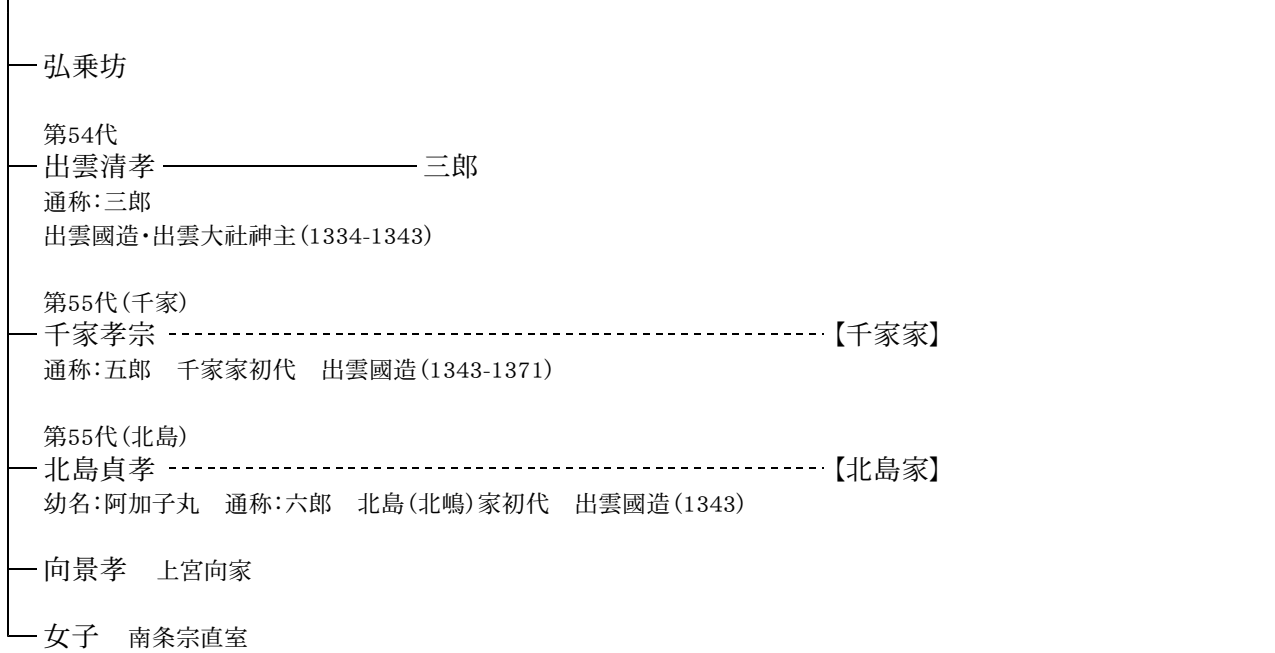 弘乗坊
第54代
出雲清孝 三郎
通称：三郎
出雲國造・出雲大社神主（1334-1343）
第55代（千家）
千家孝宗 【千家家】
通称：五郎　千家家初代　出雲國造（1343-1371）
第55代（北島）
北島貞孝 【北島家】
幼名：阿加子丸　通称：六郎　北島（北嶋）家初代　出雲國造（1343）
向景孝　上宮向家
女子　南条宗直室